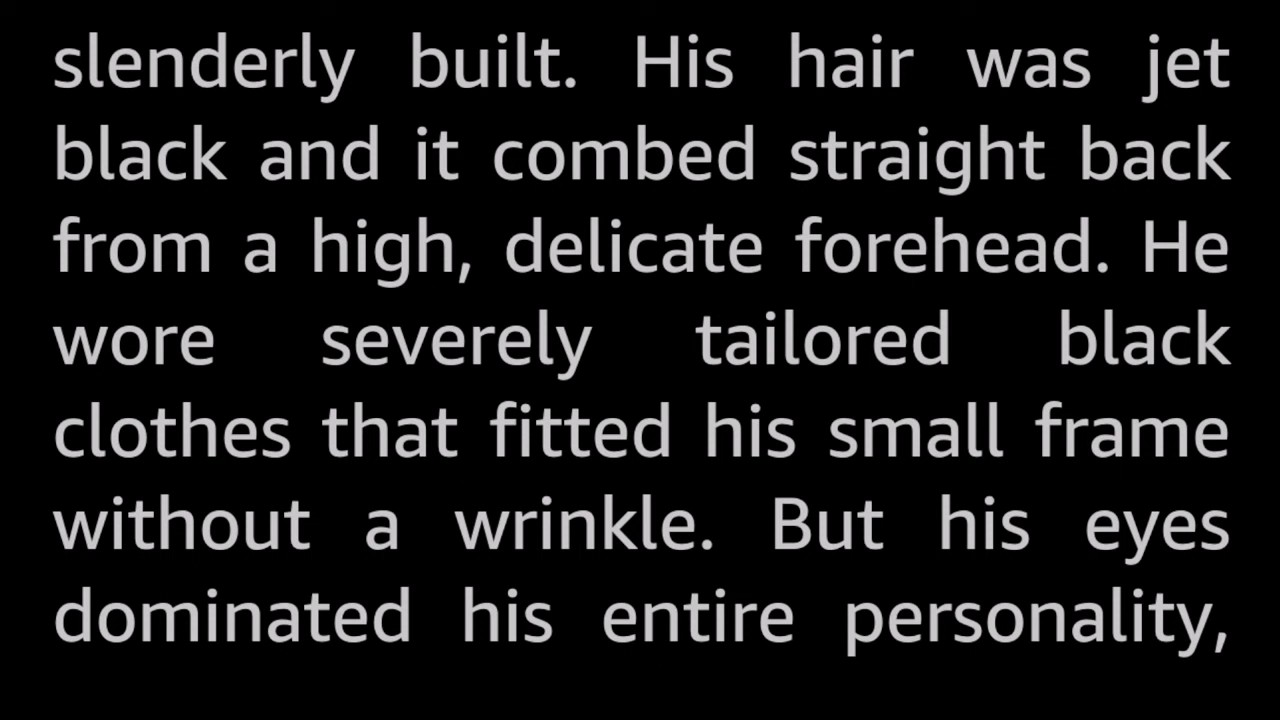 slenderly built. His hair was jet
black and it combed straight back
from a high, delicate forehead. He
wore severely tailored black
clothes that fitted his small frame
without a wrinkle. But his eyes
dominated his entire personality,